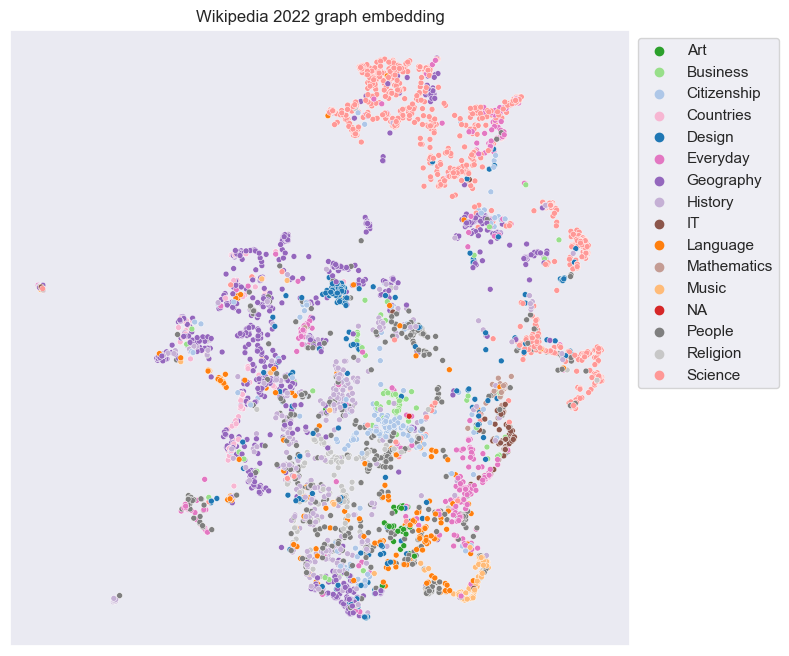 Wikipedia 2022 graph embedding
Art
Business
Citizenship
Countries
Design
Everyday
Geography
History
IT
Language
Mathematics
Music
NA
People
Religion
Science